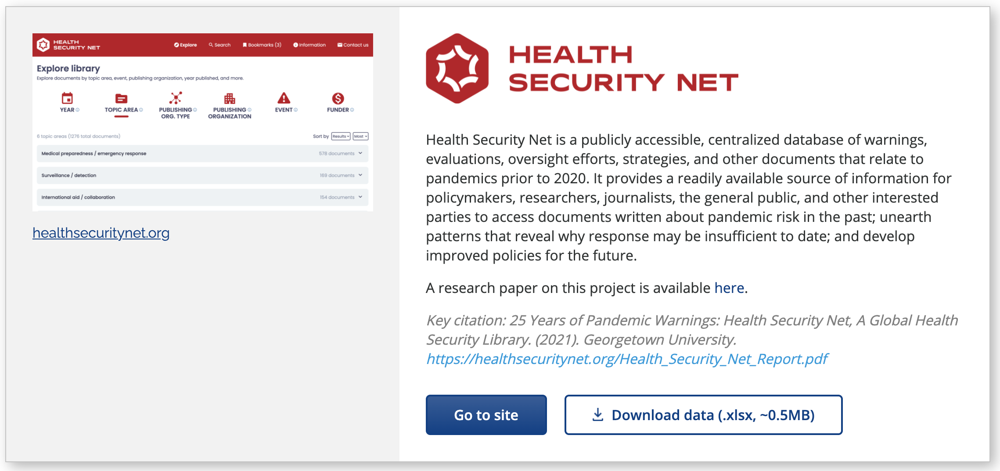 HEALTH
SECURITY NET
Explore
Search
Bookmarks (3)
Information
Contact us
Explore library
Explore documents by topic area, event, publishing organization, year published, and more.
YEAR
TOPIC AREA
PUBLISHING
ORG. TYPE
PUBLISHING
ORGANIZATION
EVENT
FUNDER
6 topic areas (1276 total documents)
Sort by Results Most
Medical preparedness / emergency response 578 documents
Surveillance / detection 169 documents
International aid / collaboration 154 documents
healthsecuritynet.org
HEALTH
SECURITY NET
Health Security Net is a publicly accessible, centralized database of warnings,
evaluations, oversight efforts, strategies, and other documents that relate to
pandemics prior to 2020. It provides a readily available source of information for
policymakers, researchers, journalists, the general public, and other interested
parties to access documents written about pandemic risk in the past; unearth
patterns that reveal why response may be insufficient to date; and develop
improved policies for the future.
A research paper on this project is available here.
Key citation: 25 Years of Pandemic Warnings: Health Security Net, A Global Health
Security Library. (2021). Georgetown University.
https://healthsecuritynet.org/Health_Security_Net_Report.pdf
Go to site
Download data (.xlsx, ~0.5MB)